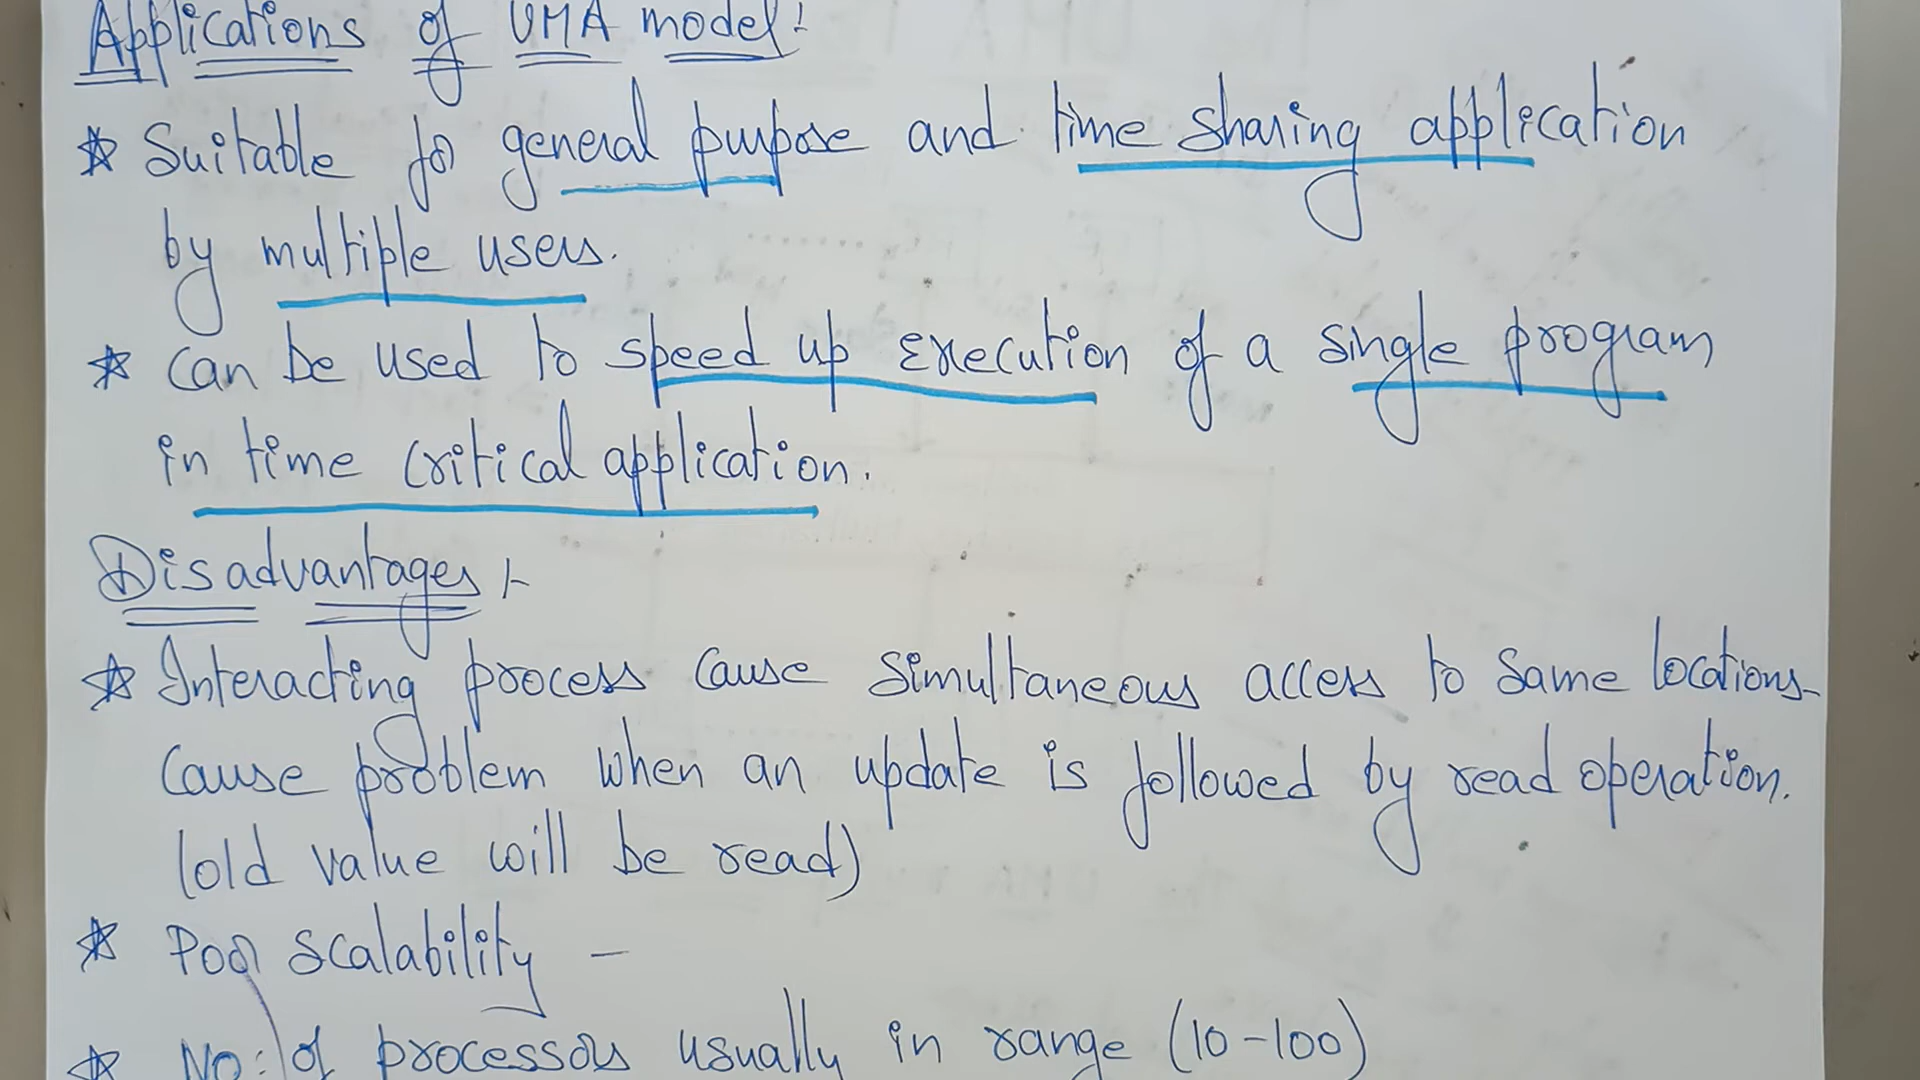 Applications of UMA model:
☆ Suitable for general purpose and time sharing application
by multiple users.
☆ can be used to speed up execution of a single program
in time critical application.
Disadvantages :-
☆ Interacting process cause simultaneous access to same locations-
cause problem when an update is followed by read operation.
(old value will be read)
☆ Poor scalability -
☆ No: of processors usually in range (10-100)